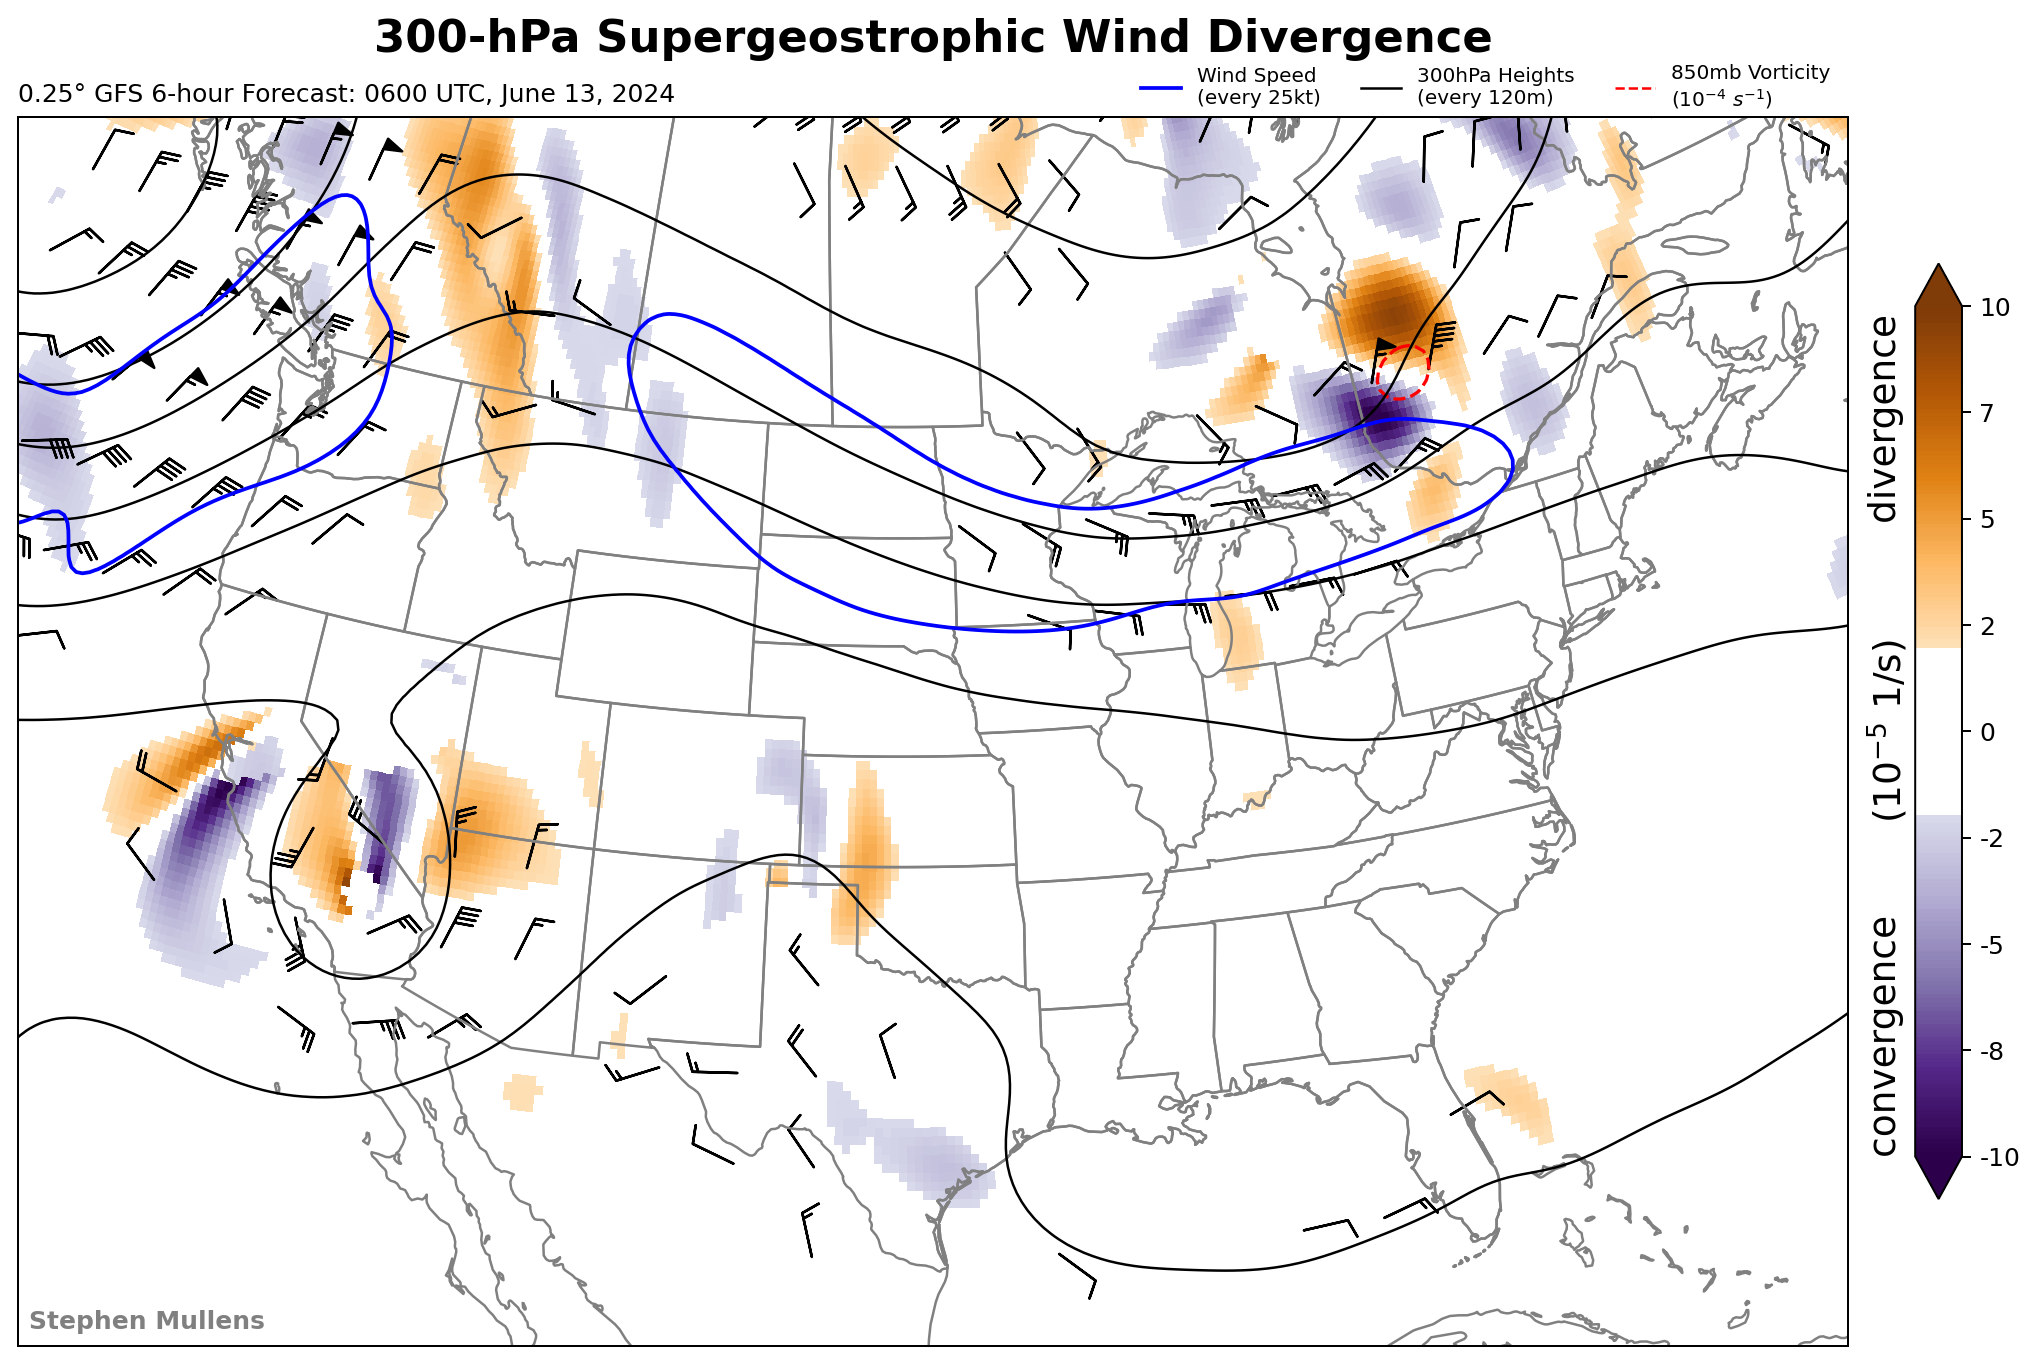 300-hPa Supergeostrophic Wind Divergence
0.25° GFS 6-hour Forecast: 0600 UTC, June 13, 2024
Wind Speed
(every 25kt)
300hPa Heights
(every 120m)
850mb Vorticity
(10⁻⁴ s⁻¹)
10
7
5
2
0
-2
-5
-8
-10
convergence (10⁻⁵ 1/s) divergence
Stephen Mullens